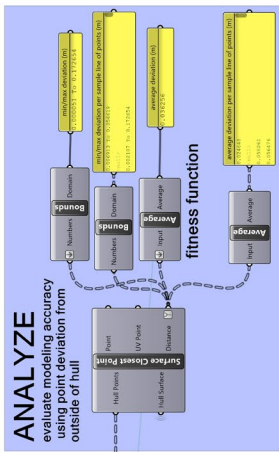 ANALYZE
evaluate modeling accuracy
using point deviation from
outside of hull
Hull Points
Hull Surface
Surface Closest Point
Point
UV Point
Distance
Numbers
Bounds
Domain
min/max deviation (m)
Numbers
Bounds
Domain
min/max deviation per sample line of points (m)
Input
Average
Average
average deviation (m)
0.036256
fitness function
Input
Average
Average
average deviation per sample line of points (m)